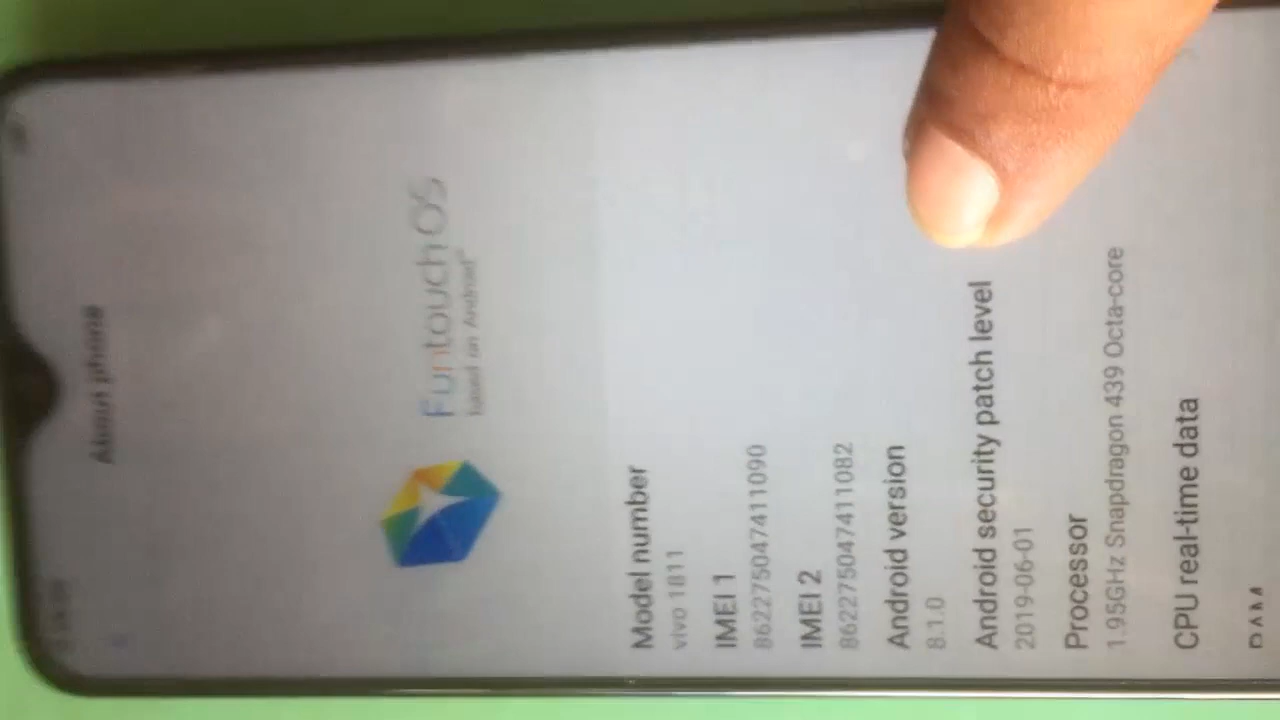 About phone
Funtouch OS
based on Android
Model number
vivo 1811
IMEI 1
862275047411090
IMEI 2
862275047411082
Android version
8.1.0
Android security patch level
2019-06-01
Processor
1.95GHz Snapdragon 439 Octa-core
CPU real-time data
RAM